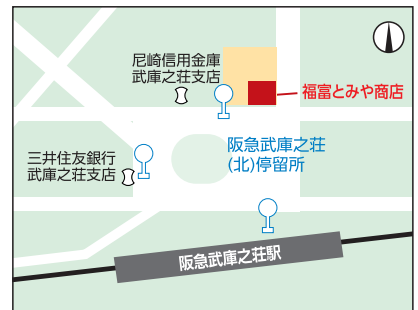 尼崎信用金庫
武庫之荘支店
福富とみや商店
阪急武庫之荘
(北)停留所
三井住友銀行
武庫之荘支店
阪急武庫之荘駅